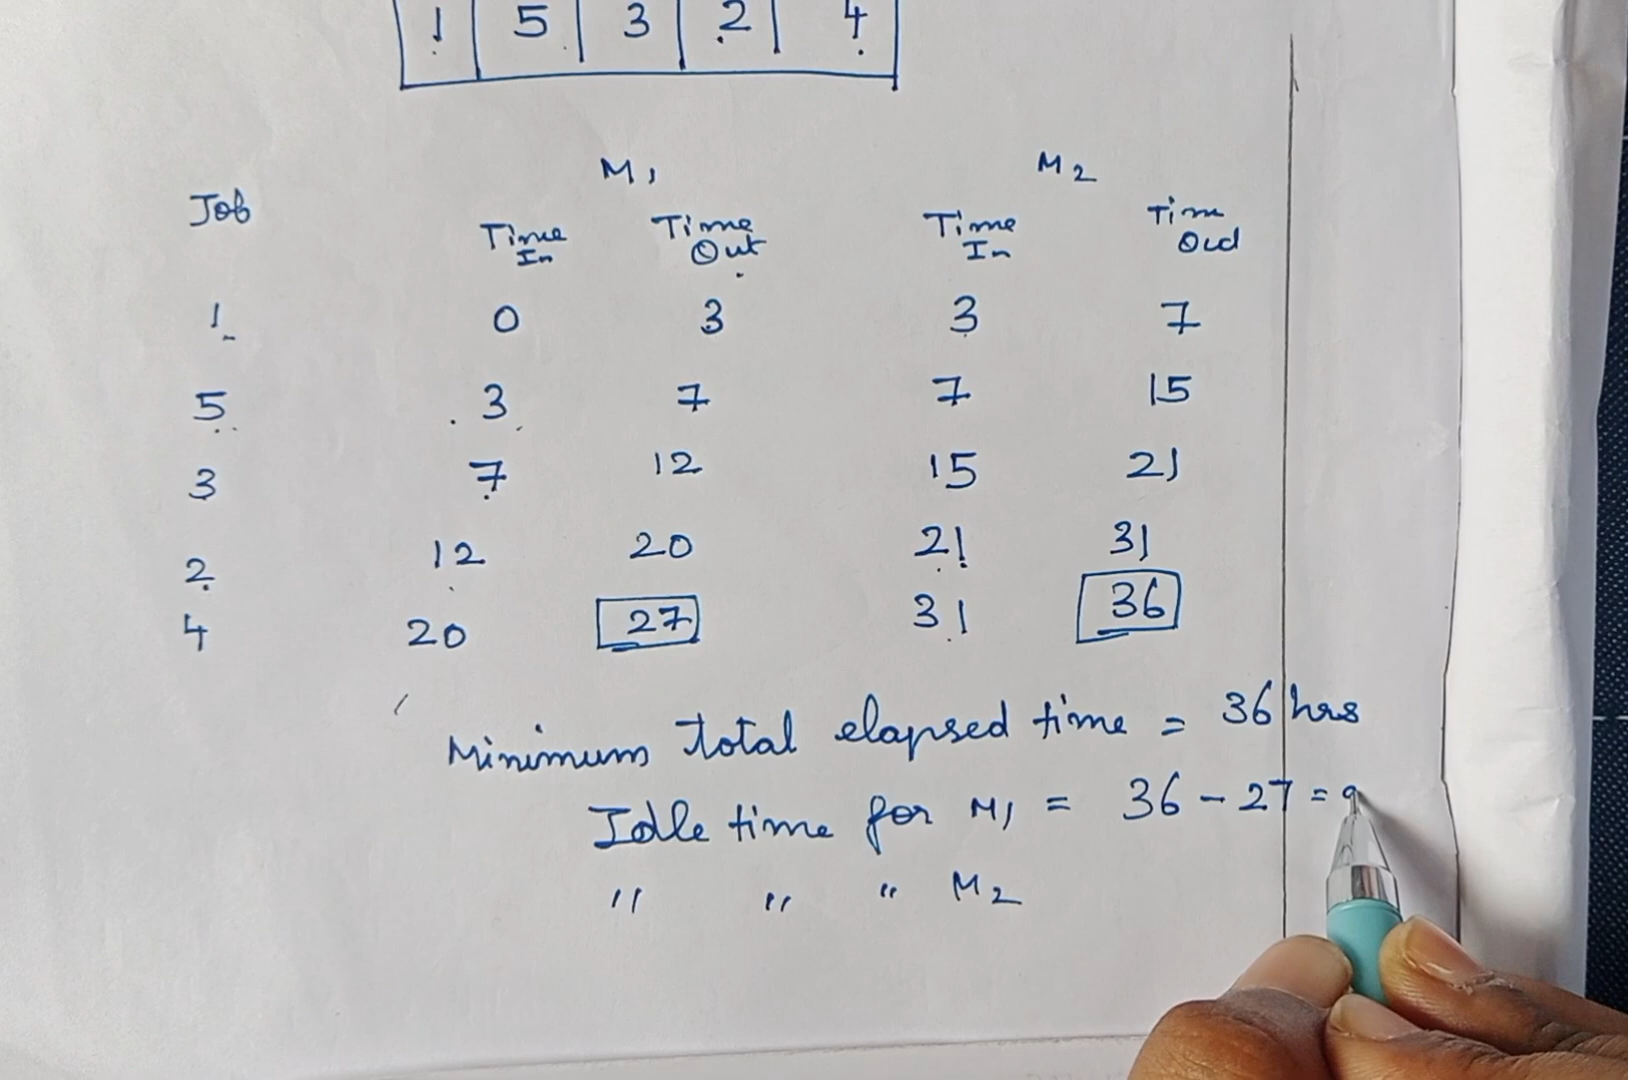 1 5 3 2 4
M1 M2
Job Time In Time Out Time In Time Out
1 0 3 3 7
5 3 7 7 15
3 7 12 15 21
2 12 20 21 31
4 20 27 31 36
Minimum total elapsed time = 36 hrs
Idle time for M1 = 36 - 27 = 9
" " " M2